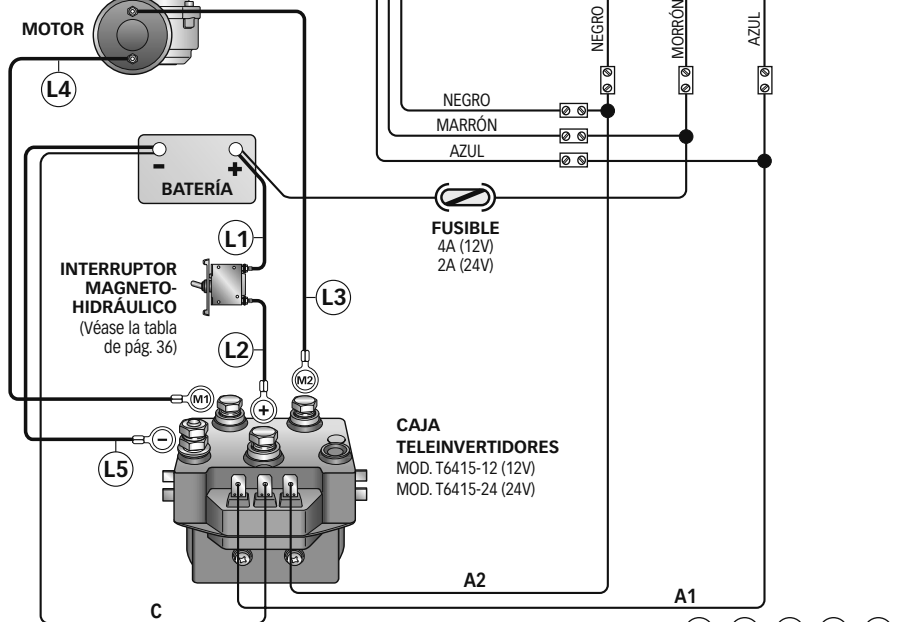 MOTOR
L4
NEGRO
MORRÓN
AZUL
NEGRO
MARRÓN
AZUL
-
+
BATERÍA
FUSIBLE
4A (12V)
2A (24V)
L1
INTERRUPTOR
MAGNETO-
HIDRÁULICO
(Véase la tabla
de pág. 36)
L3
L2
M2
M1
+
-
L5
CAJA
TELEINVERTIDORES
MOD. T6415-12 (12V)
MOD. T6415-24 (24V)
A2
A1
C